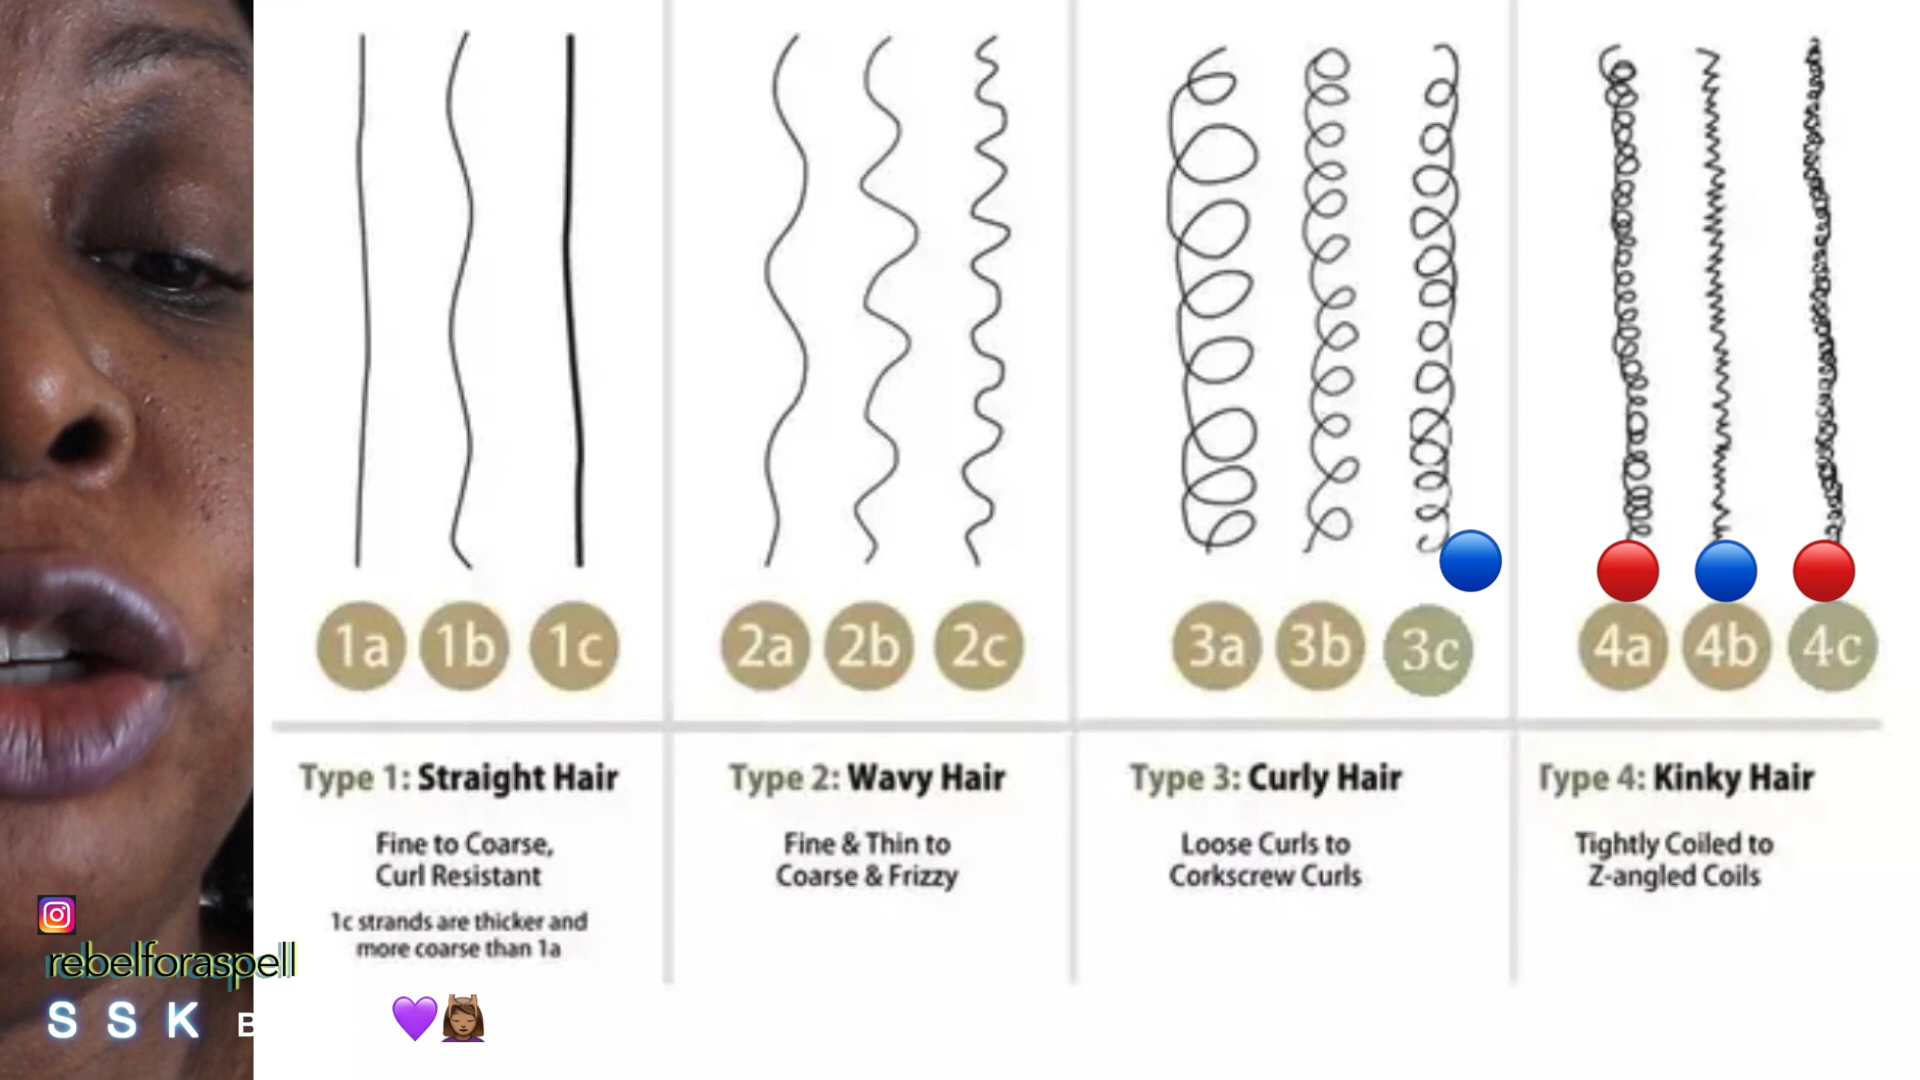 1a 1b 1c 2a 2b 2c 3a 3b 3c 4a 4b 4c
Type 1: Straight Hair
Fine to Coarse,
Curl Resistant
1c strands are thicker and
more coarse than 1a
Type 2: Wavy Hair
Fine & Thin to
Coarse & Frizzy
Type 3: Curly Hair
Loose Curls to
Corkscrew Curls
Type 4: Kinky Hair
Tightly Coiled to
Z-angled Coils
rebelforaspell
S S K